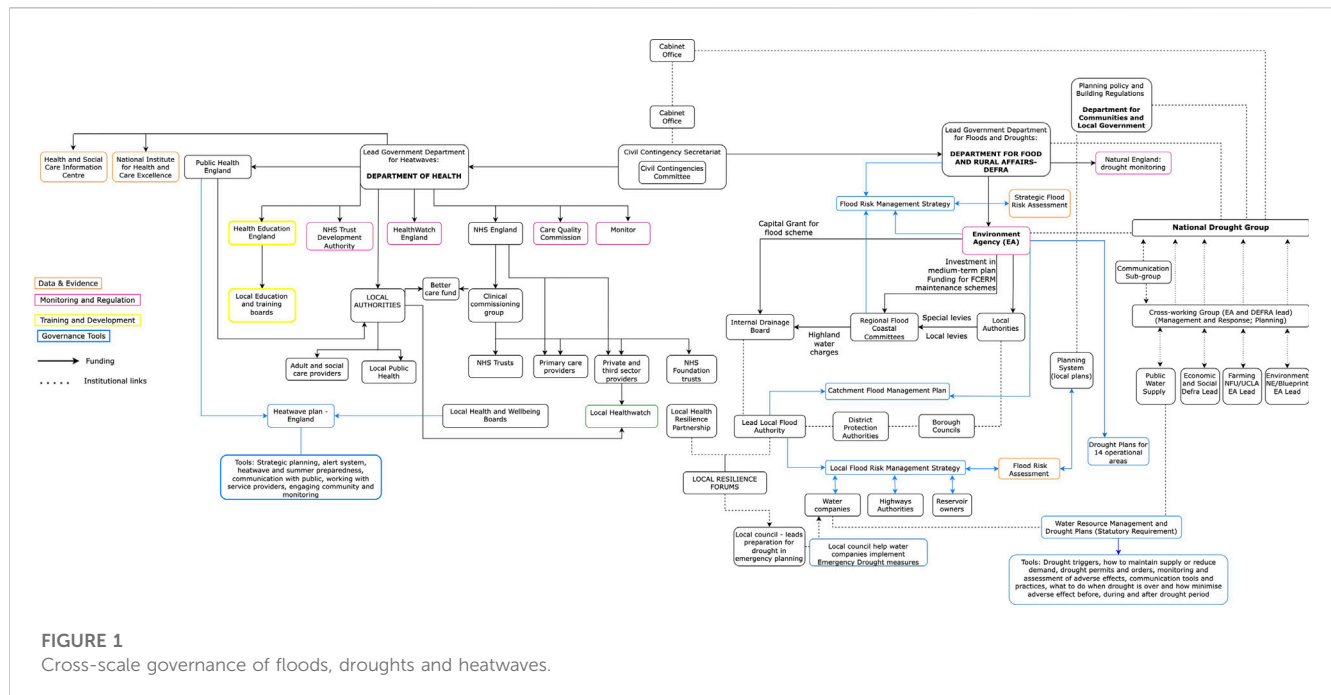 Cabinet
Office
Cabinet
Office
Planning policy and
Building Regulations
Department for
Communities and
Local Government
Health and Social
Care Information
Centre
National Institute
for Health and
Care Excellence
Public Health
England
Lead Government Department
for Heatwaves:
DEPARTMENT OF HEALTH
Civil Contingency Secretariat
Civil Contingencies
Committee
Lead Government Department
for Floods and Droughts:
DEPARTMENT FOR FOOD
AND RURAL AFFAIRS-
DEFRA
Natural England:
drought monitoring
Flood Risk Management Strategy
Strategic Flood
Risk Assessment
Health Education
England
NHS Trust
Development
Authority
HealthWatch
England
NHS England
Care Quality
Commission
Monitor
Capital Grant for
flood scheme
Environment
Agency (EA)
National Drought Group
Data & Evidence
Monitoring and Regulation
Training and Development
Governance Tools
Funding
Institutional links
Local Education
and training
boards
LOCAL
AUTHORITIES
Better
care fund
Clinical
commissioning
group
Investment in
medium-term plan
Funding for FCERM
maintenance schemes
Communication
Sub-group
Internal Drainage
Board
Highland
water
charges
Regional Flood
Coastal
Committees
Special levies
Local levies
Local
Authorities
Cross-working Group (EA and DEFRA lead)
(Management and Response; Planning)
Adult and social
care providers
Local Public
Health
NHS Trusts
Primary care
providers
Private and
third sector
providers
NHS
Foundation
trusts
Planning
System
(local plans)
Public
Water
Supply
Economic
and Social
Defra Lead
Farming
NFU/UCLA
EA Lead
Environment
NE/Blueprint
EA Lead
Catchment Flood Management Plan
Heatwave plan -
England
Local Health and Wellbeing
Boards
Local Healthwatch
Local Health
Resilience
Partnership
Lead Local Flood
Authority
District
Protection
Authorities
Borough
Councils
Drought Plans for
14 operational
areas
Tools: Strategic planning, alert system,
heatwave and summer preparedness,
communication with public, working with
service providers, engaging community and
monitoring
LOCAL RESILIENCE
FORUMS
Local Flood Risk Management Strategy
Flood Risk
Assessment
Water
companies
Highways
Authorities
Reservoir
owners
Local council - leads
preparation for
drought in
emergency planning
Local council help water
companies implement
Emergency Drought measures
Water Resource Management and
Drought Plans (Statutory Requirement)
Tools: Drought triggers, how to maintain supply or reduce
demand, drought permits and orders, monitoring and
assessment of adverse effects, communication tools and
practices, what to do when drought is over and how minimise
adverse effect before, during and after drought period
FIGURE 1
Cross-scale governance of floods, droughts and heatwaves.